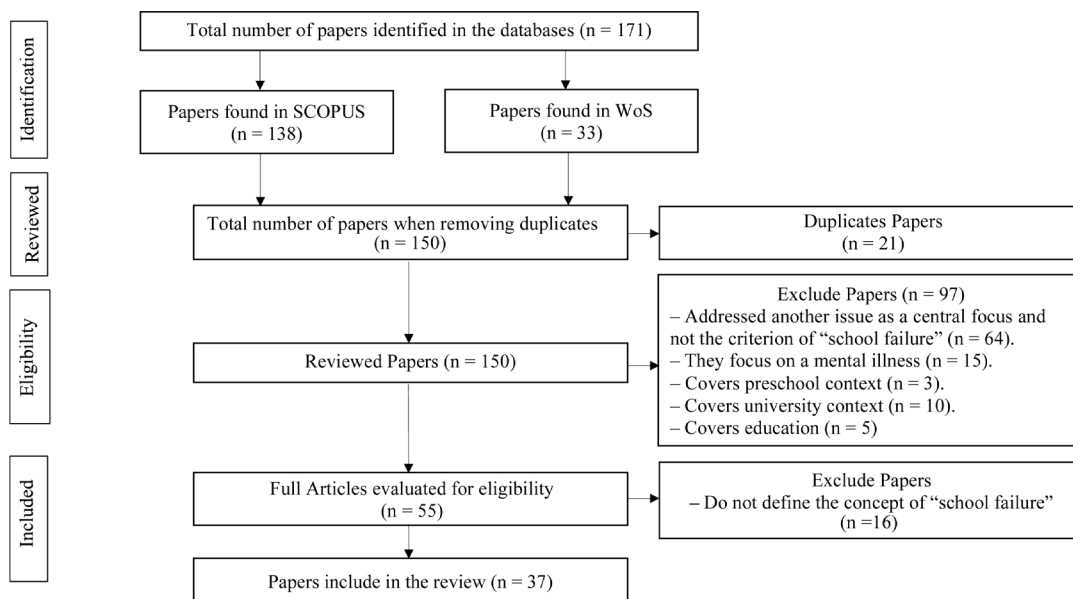 Identification
Total number of papers identified in the databases (n = 171)
Papers found in SCOPUS
(n = 138)
Papers found in WoS
(n = 33)
Reviewed
Total number of papers when removing duplicates
(n = 150)
Duplicates Papers
(n = 21)
Eligibility
Reviewed Papers (n = 150)
Exclude Papers (n = 97)
– Addressed another issue as a central focus and
not the criterion of “school failure” (n = 64).
– They focus on a mental illness (n = 15).
– Covers preschool context (n = 3).
– Covers university context (n = 10).
– Covers education (n = 5)
Included
Full Articles evaluated for eligibility
(n = 55)
Exclude Papers
– Do not define the concept of “school failure”
(n =16)
Papers include in the review (n = 37)